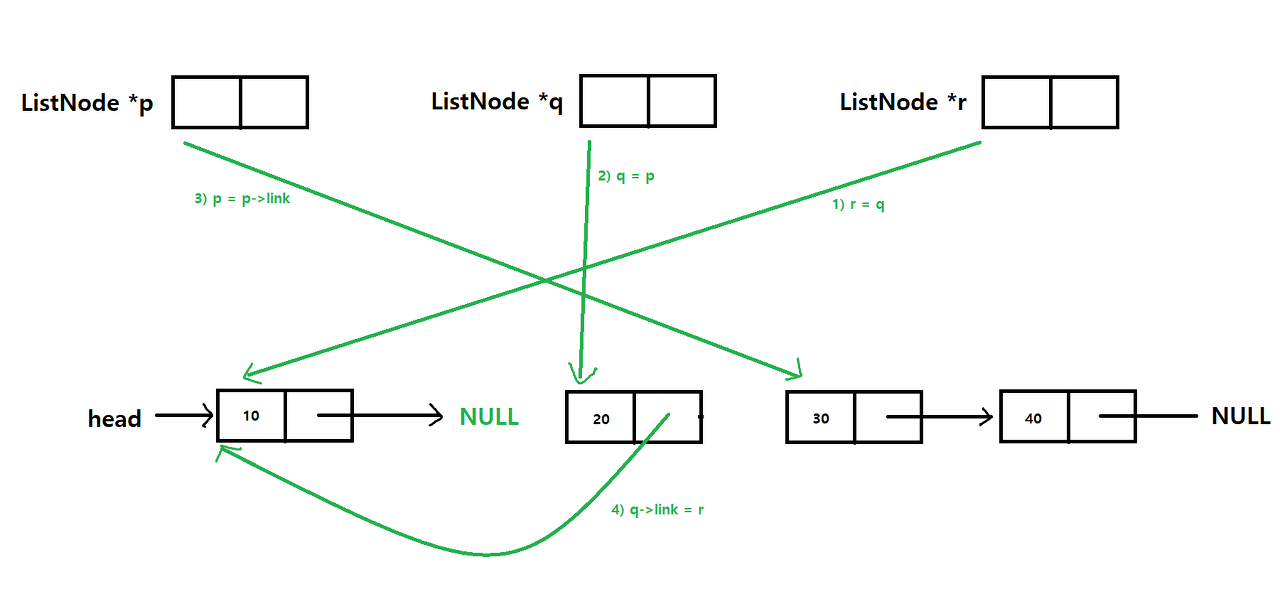 ListNode *p
ListNode *q
ListNode *r
3) p = p->link
2) q = p
1) r = q
head
10
NULL
20
30
40
NULL
4) q->link = r